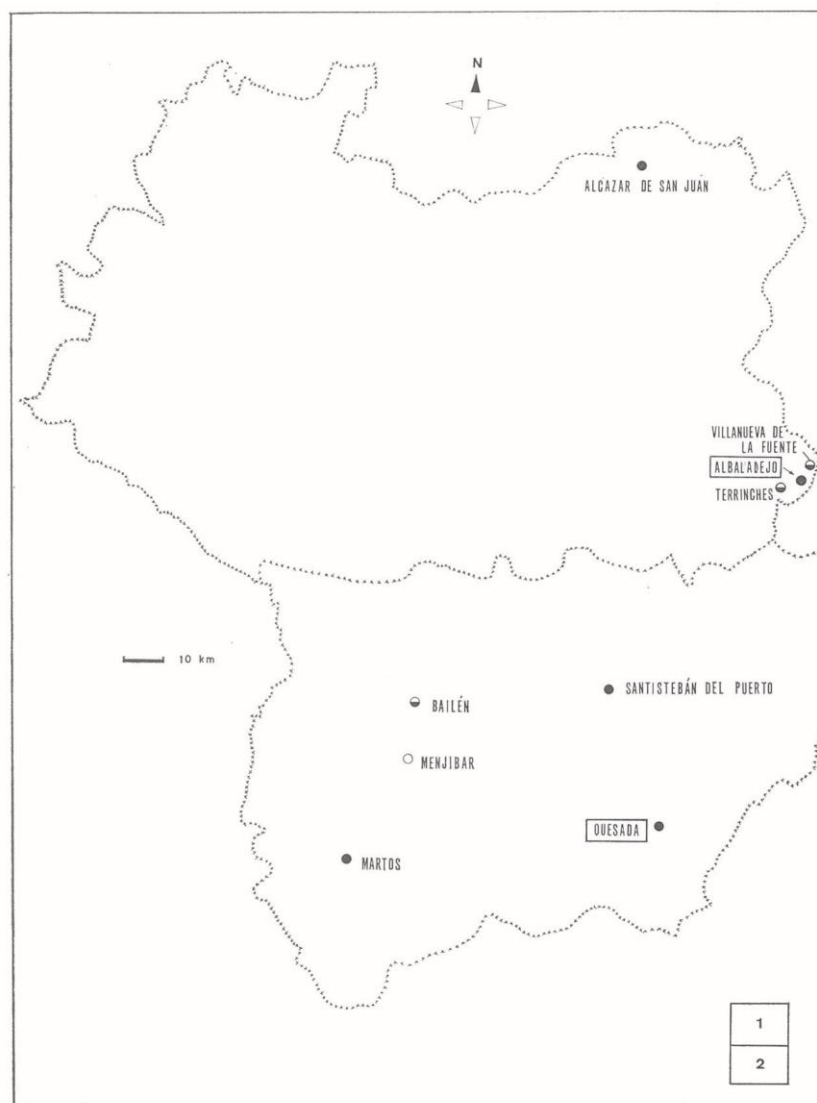 N
ALCAZAR DE SAN JUÁN
VILLANUEVA DE
LA FUENTE
ALBALADEJO
TERRINCHES
10 km
SANTISTEBÁN DEL PUERTO
BAILÉN
MENJIBAR
QUESADA
MARTOS
1
2